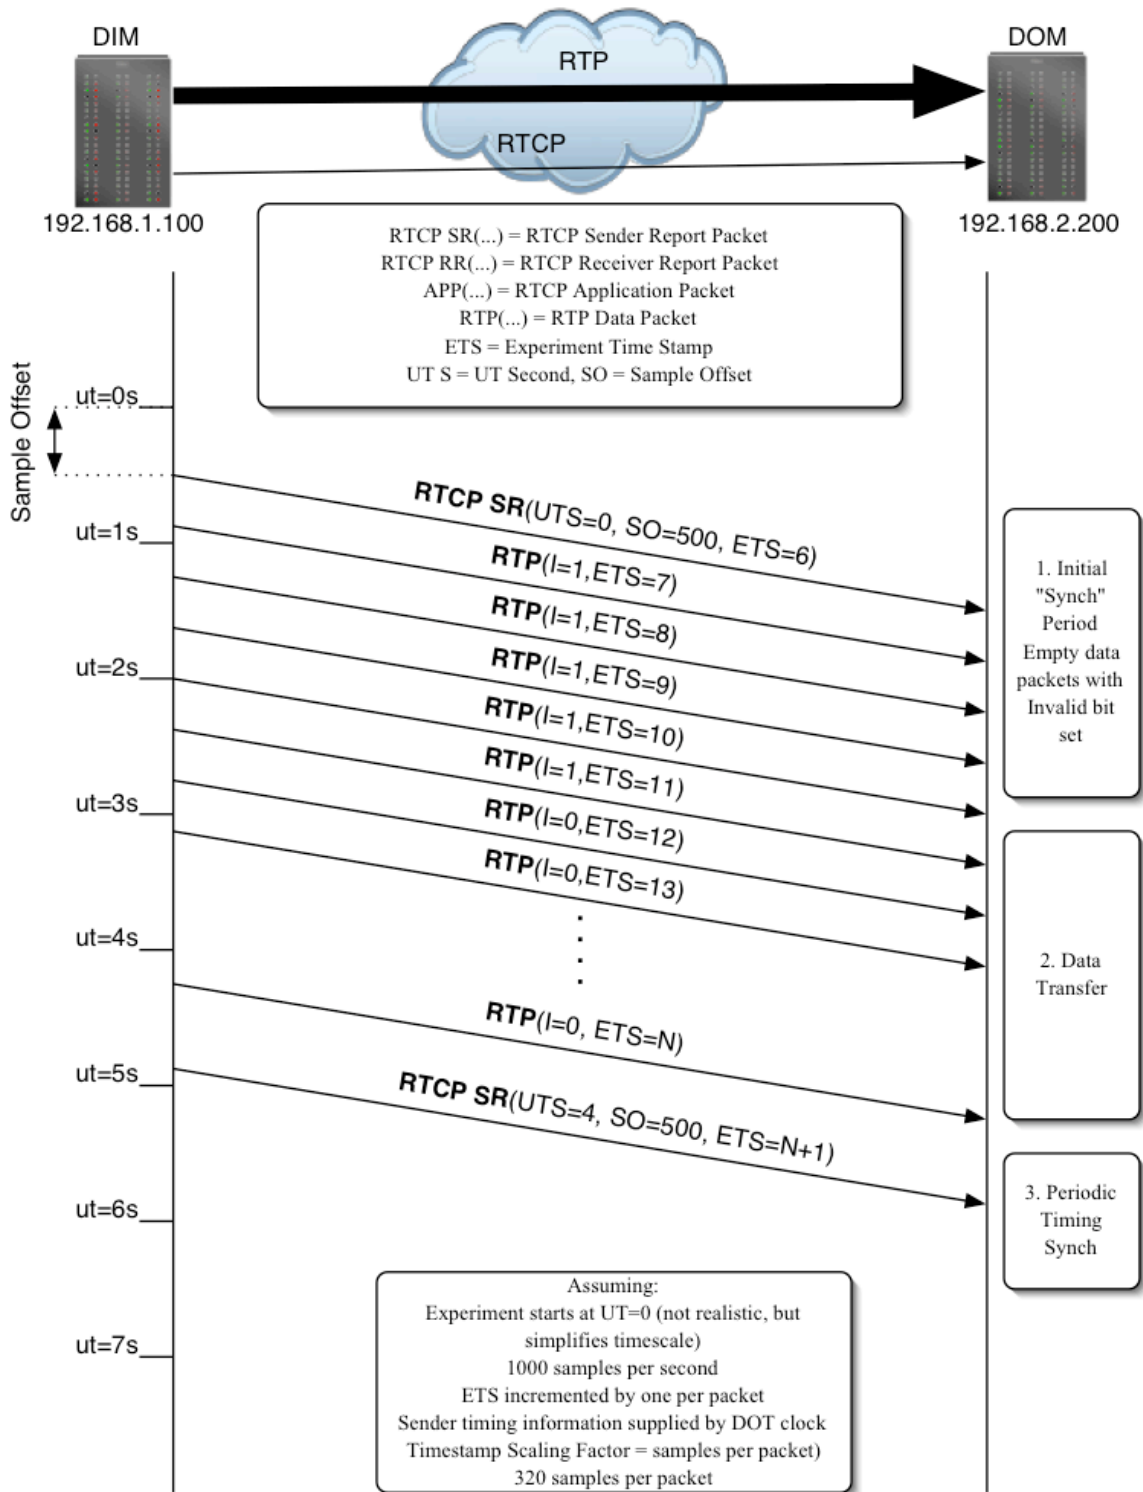 DIM
DOM
RTP
RTCP
192.168.1.100
192.168.2.200
RTCP SR(...) = RTCP Sender Report Packet
RTCP RR(...) = RTCP Receiver Report Packet
APP(...) = RTCP Application Packet
RTP(...) = RTP Data Packet
ETS = Experiment Time Stamp
UT S = UT Second, SO = Sample Offset
Sample Offset
ut=0s
RTCP SR(UTS=0, SO=500, ETS=6)
ut=1s
RTP(I=1,ETS=7)
RTP(I=1,ETS=8)
RTP(I=1,ETS=9)
ut=2s
RTP(I=1,ETS=10)
RTP(I=1,ETS=11)
ut=3s
RTP(I=0,ETS=12)
RTP(I=0,ETS=13)
ut=4s
RTP(I=0, ETS=N)
ut=5s
RTCP SR(UTS=4, SO=500, ETS=N+1)
ut=6s
ut=7s
1. Initial
"Synch"
Period
Empty data
packets with
Invalid bit
set
2. Data
Transfer
3. Periodic
Timing
Synch
Assuming:
Experiment starts at UT=0 (not realistic, but
simplifies timescale)
1000 samples per second
ETS incremented by one per packet
Sender timing information supplied by DOT clock
Timestamp Scaling Factor = samples per packet)
320 samples per packet